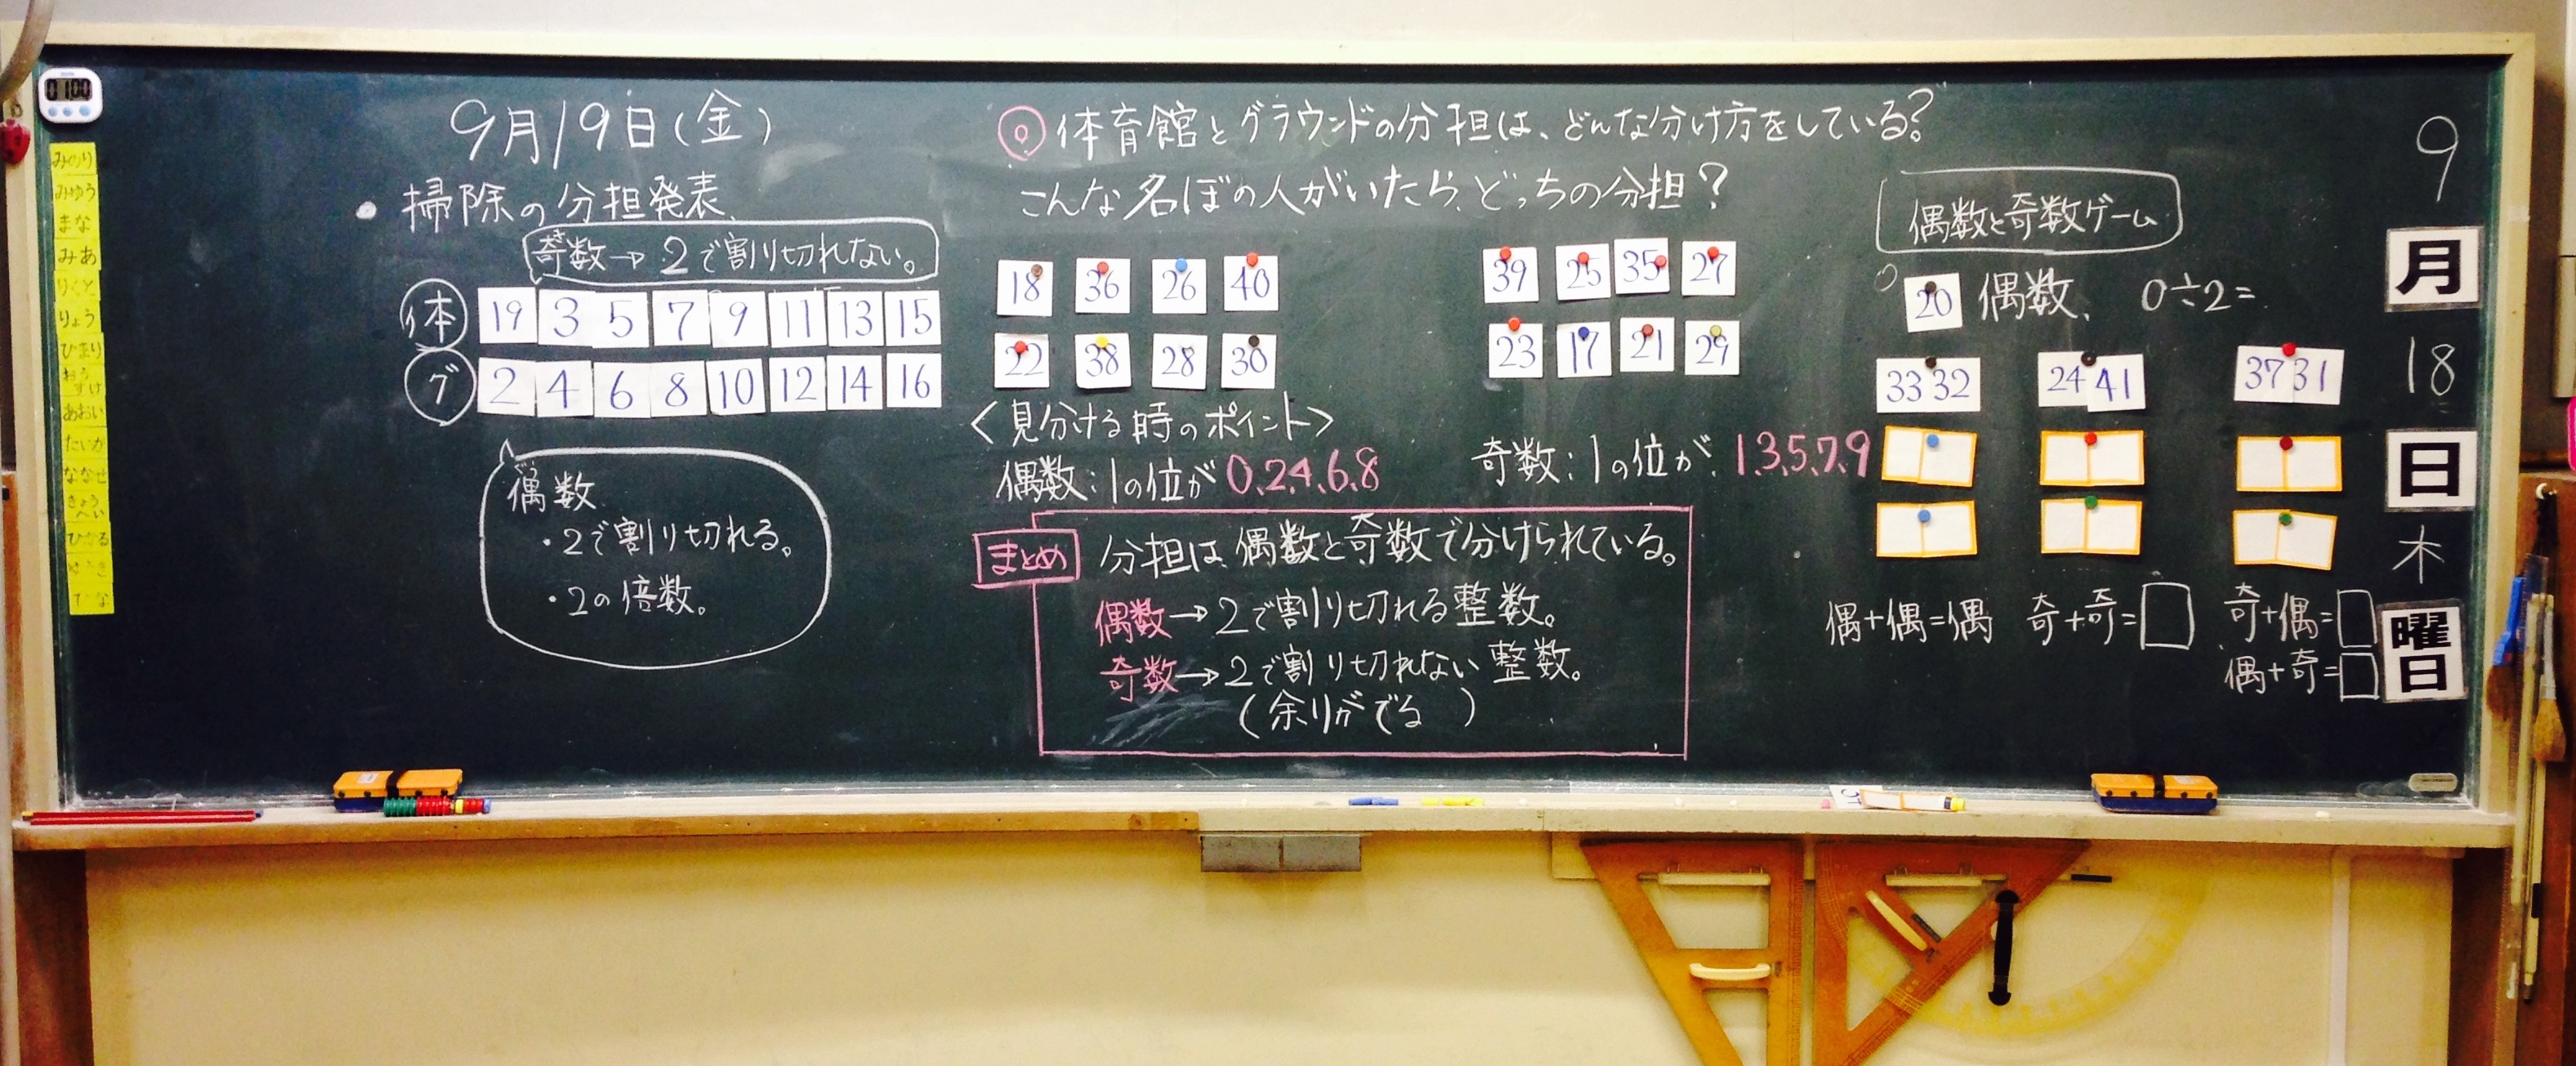 01:00
みのり
みゆう
まな
みあ
りくと
りょう
ひまり
おうすけ
あおい
たいが
ななせ
きょうへい
ひかる
9月19日(金)
・掃除の分担発表
奇数→2で割り切れない。
体 19 3 5 7 9 11 13 15
グ 2 4 6 8 10 12 14 16
偶数
・2で割り切れる。
・2の倍数。
◎体育館とグラウンドの分担は、どんな分け方をしている?
こんな名ぼの人がいたら、どっちの分担?
18 36 26 40
22 38 28 30
39 25 35 27
23 17 21 29
<見分ける時のポイント>
偶数:1の位が0、2、4、6、8
奇数:1の位が、1、3、5、7、9
まとめ
分担は偶数と奇数で分けられている。
偶数→2で割り切れる整数。
奇数→2で割り切れない整数。
(余りがでる )
偶数と奇数ゲーム
20 偶数、 0÷2=
33 32 24 41 37 31
偶+偶=偶 奇+奇=□ 奇+偶=□
偶+奇=□
9
月
18
日
木
曜日